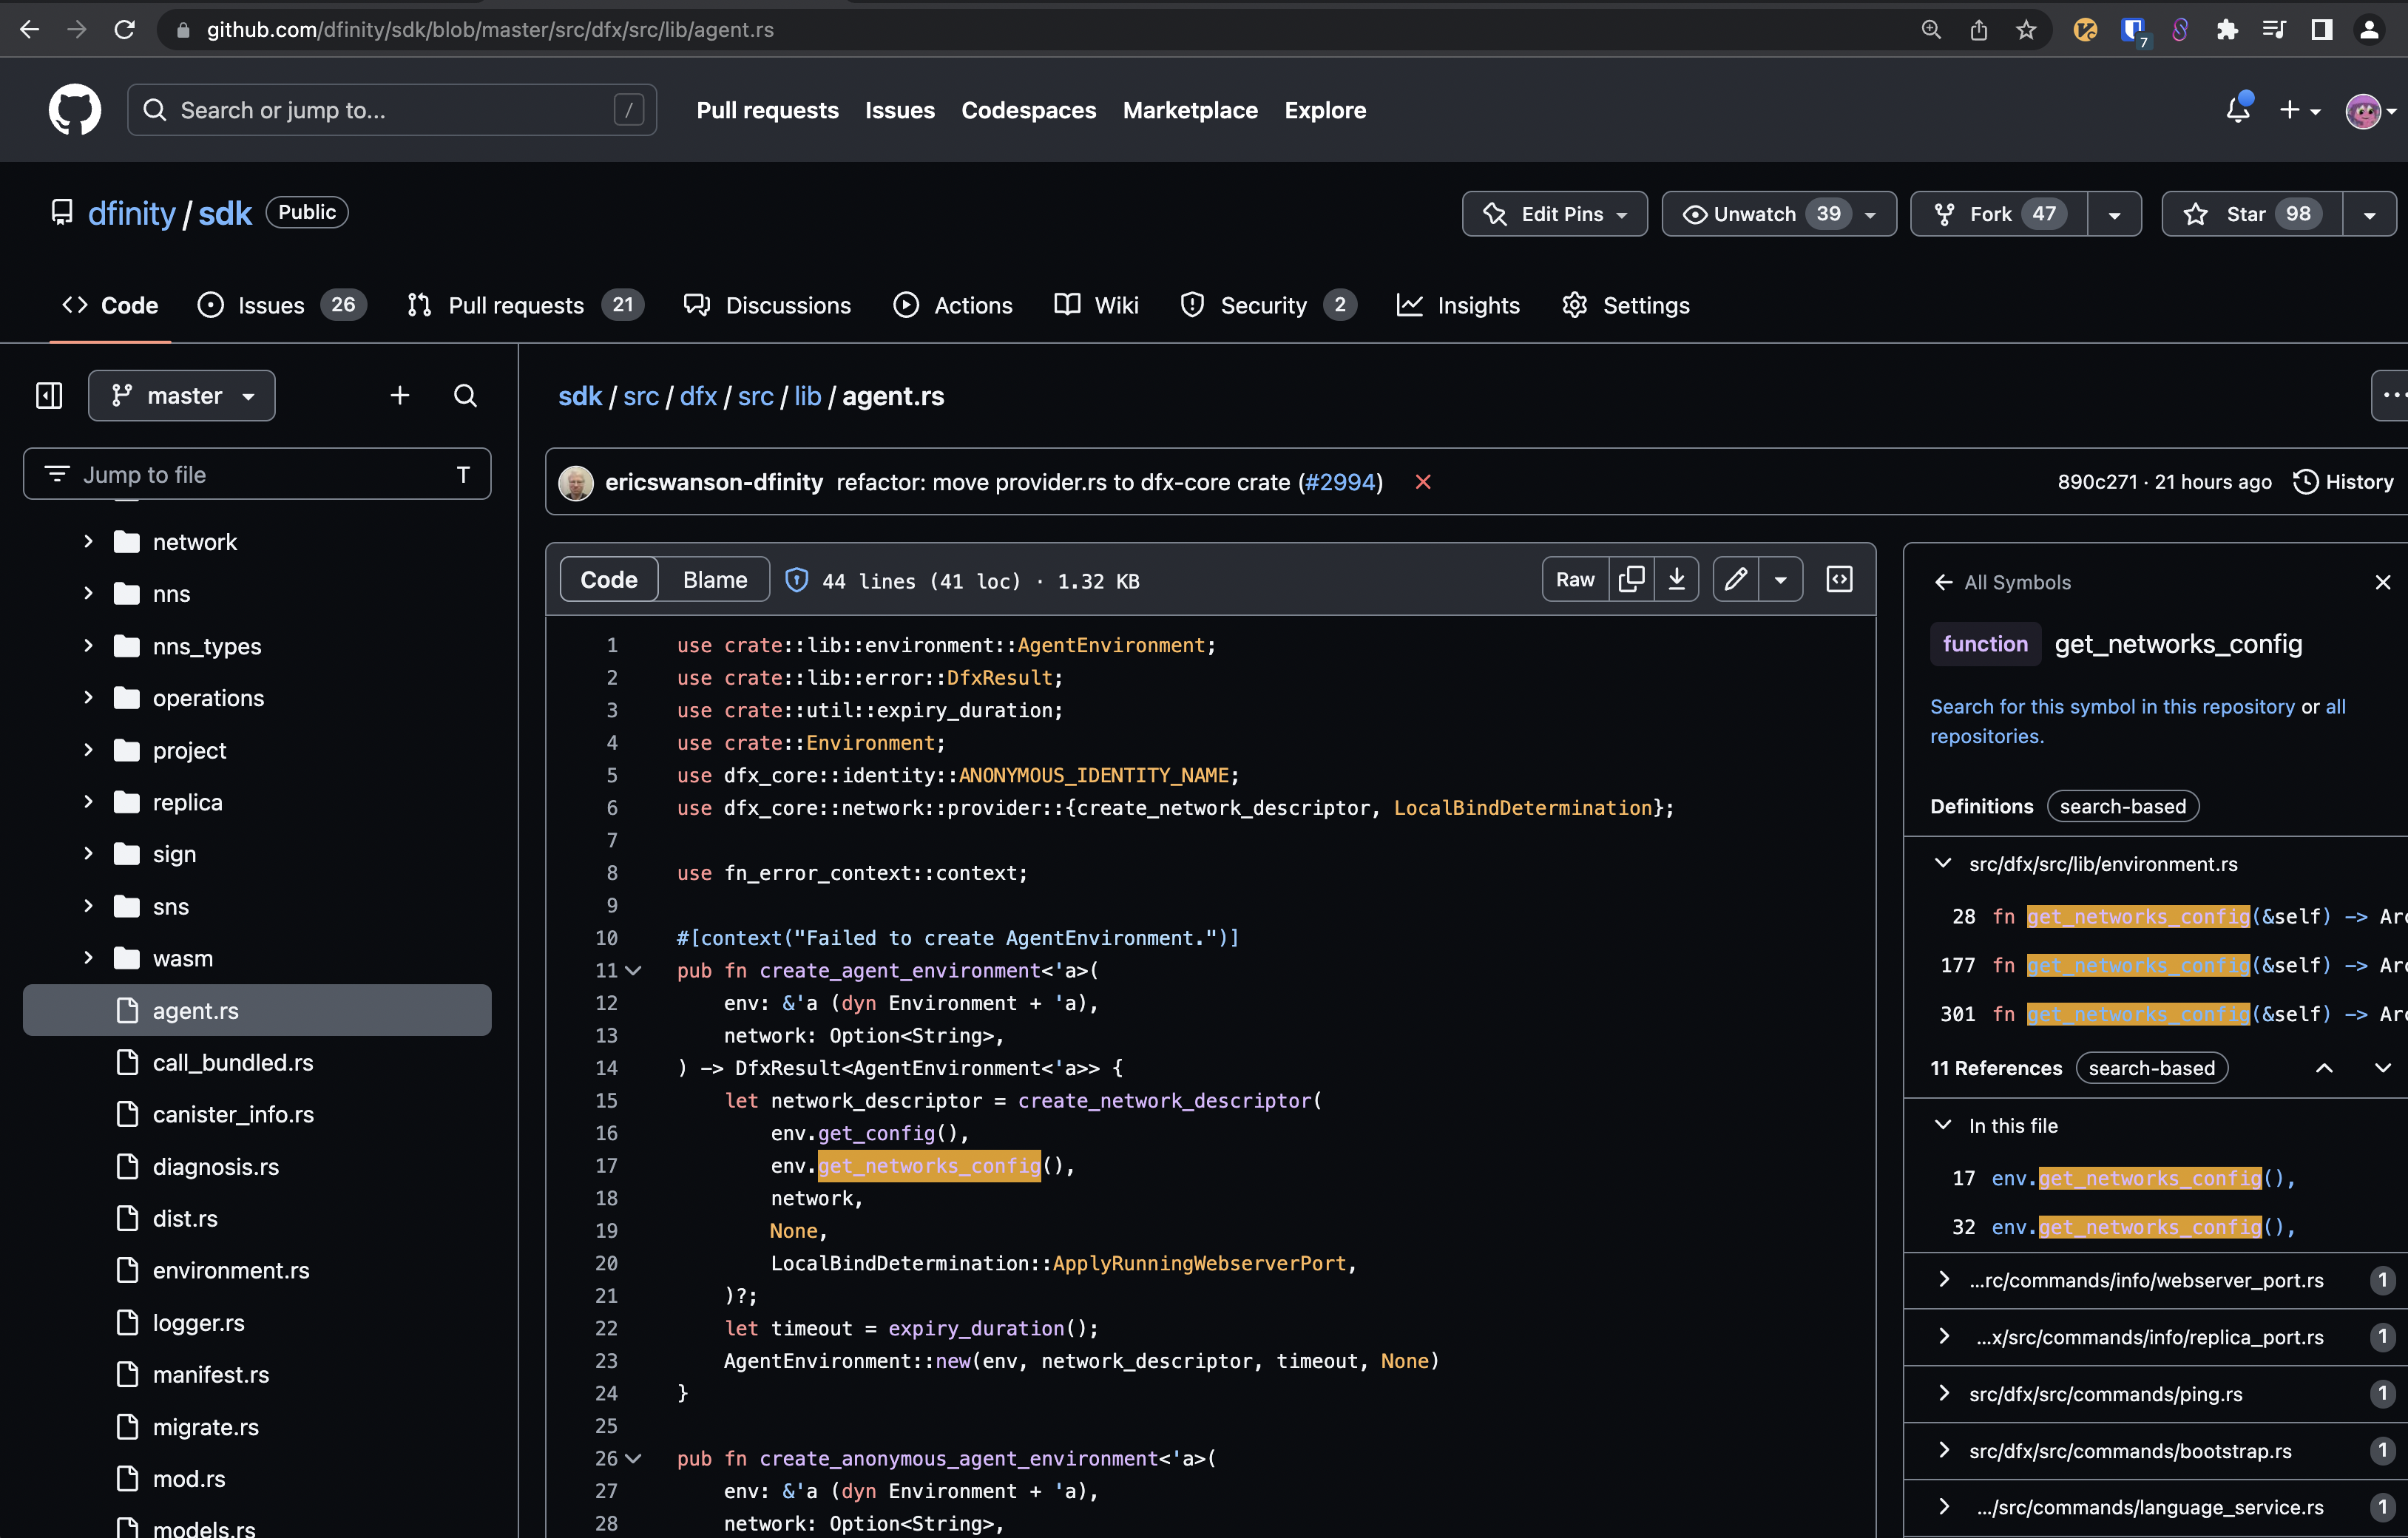 github.com/dfinity/sdk/blob/master/src/dfx/src/lib/agent.rs
7
Search or jump to... /
Pull requests Issues Codespaces Marketplace Explore
dfinity / sdk Public
Edit Pins Unwatch 39 Fork 47 Star 98
Code Issues 26 Pull requests 21 Discussions Actions Wiki Security 2 Insights Settings
master
Jump to file T
network
nns
nns_types
operations
project
replica
sign
sns
wasm
agent.rs
call_bundled.rs
canister_info.rs
diagnosis.rs
dist.rs
environment.rs
logger.rs
manifest.rs
migrate.rs
mod.rs
models.rs
sdk / src / dfx / src / lib / agent.rs
ericswanson-dfinity refactor: move provider.rs to dfx-core crate (#2994) 890c271 · 21 hours ago History
Code Blame 44 lines (41 loc) · 1.32 KB Raw
1 use crate::lib::environment::AgentEnvironment;
2 use crate::lib::error::DfxResult;
3 use crate::util::expiry_duration;
4 use crate::Environment;
5 use dfx_core::identity::ANONYMOUS_IDENTITY_NAME;
6 use dfx_core::network::provider::{create_network_descriptor, LocalBindDetermination};
7
8 use fn_error_context::context;
9
10 #[context("Failed to create AgentEnvironment.")]
11 pub fn create_agent_environment<'a>(
12 env: &'a (dyn Environment + 'a),
13 network: Option<String>,
14 ) -> DfxResult<AgentEnvironment<'a>> {
15 let network_descriptor = create_network_descriptor(
16 env.get_config(),
17 env.get_networks_config(),
18 network,
19 None,
20 LocalBindDetermination::ApplyRunningWebserverPort,
21 )?;
22 let timeout = expiry_duration();
23 AgentEnvironment::new(env, network_descriptor, timeout, None)
24 }
25
26 pub fn create_anonymous_agent_environment<'a>(
27 env: &'a (dyn Environment + 'a),
28 network: Option<String>,
All Symbols
function get_networks_config
Search for this symbol in this repository or all
repositories.
Definitions search-based
src/dfx/src/lib/environment.rs
28 fn get_networks_config(&self) -> Arc
177 fn get_networks_config(&self) -> Arc
301 fn get_networks_config(&self) -> Arc
11 References search-based
In this file
17 env.get_networks_config(),
32 env.get_networks_config(),
...rc/commands/info/webserver_port.rs 1
...x/src/commands/info/replica_port.rs 1
src/dfx/src/commands/ping.rs 1
src/dfx/src/commands/bootstrap.rs 1
.../src/commands/language_service.rs 1